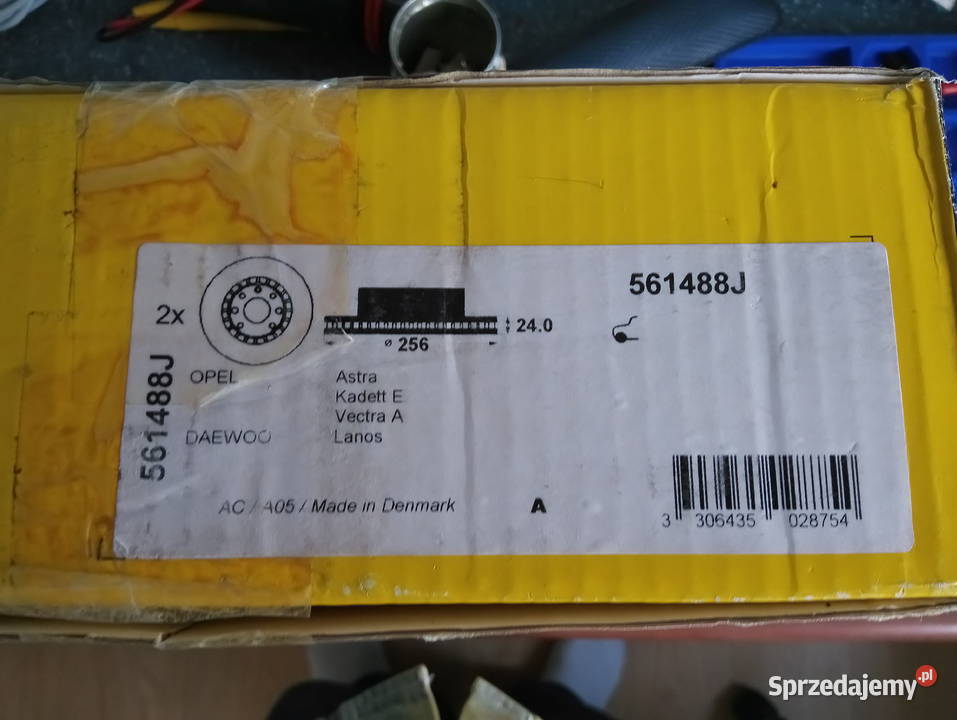 561488J
2x
24.0
ø 256
561488J
OPEL Astra
Kadett E
Vectra A
DAEWOO Lanos
AC / A05 / Made in Denmark A
3 306435 028754
Sprzedajemy.pl